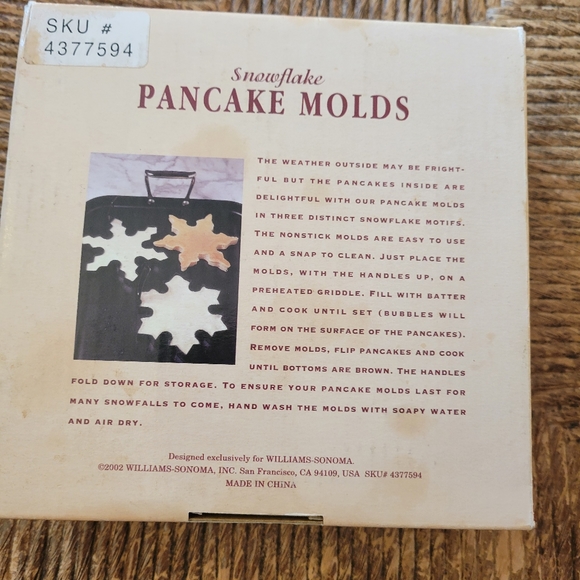 SKU #
4377594
Snowflake
PANCAKE MOLDS
THE WEATHER OUTSIDE MAY BE FRIGHT-
FUL BUT THE PANCAKES INSIDE ARE
DELIGHTFUL WITH OUR PANCAKE MOLDS
IN THREE DISTINCT SNOWFLAKE MOTIFS.
THE NONSTICK MOLDS ARE EASY TO USE
AND A SNAP TO CLEAN. JUST PLACE THE
MOLDS, WITH THE HANDLES UP, ON A
PREHEATED GRIDDLE. FILL WITH BATTER
AND COOK UNTIL SET (BUBBLES WILL
FORM ON THE SURFACE OF THE PANCAKES).
REMOVE MOLDS, FLIP PANCAKES AND COOK
UNTIL BOTTOMS ARE BROWN. THE HANDLES
FOLD DOWN FOR STORAGE. TO ENSURE YOUR PANCAKE MOLDS LAST FOR
MANY SNOWFALLS TO COME, HAND WASH THE MOLDS WITH SOAPY WATER
AND AIR DRY.
Designed exclusively for WILLIAMS-SONOMA.
©2002 WILLIAMS-SONOMA, INC. San Francisco, CA 94109, USA SKU# 4377594
MADE IN CHINA